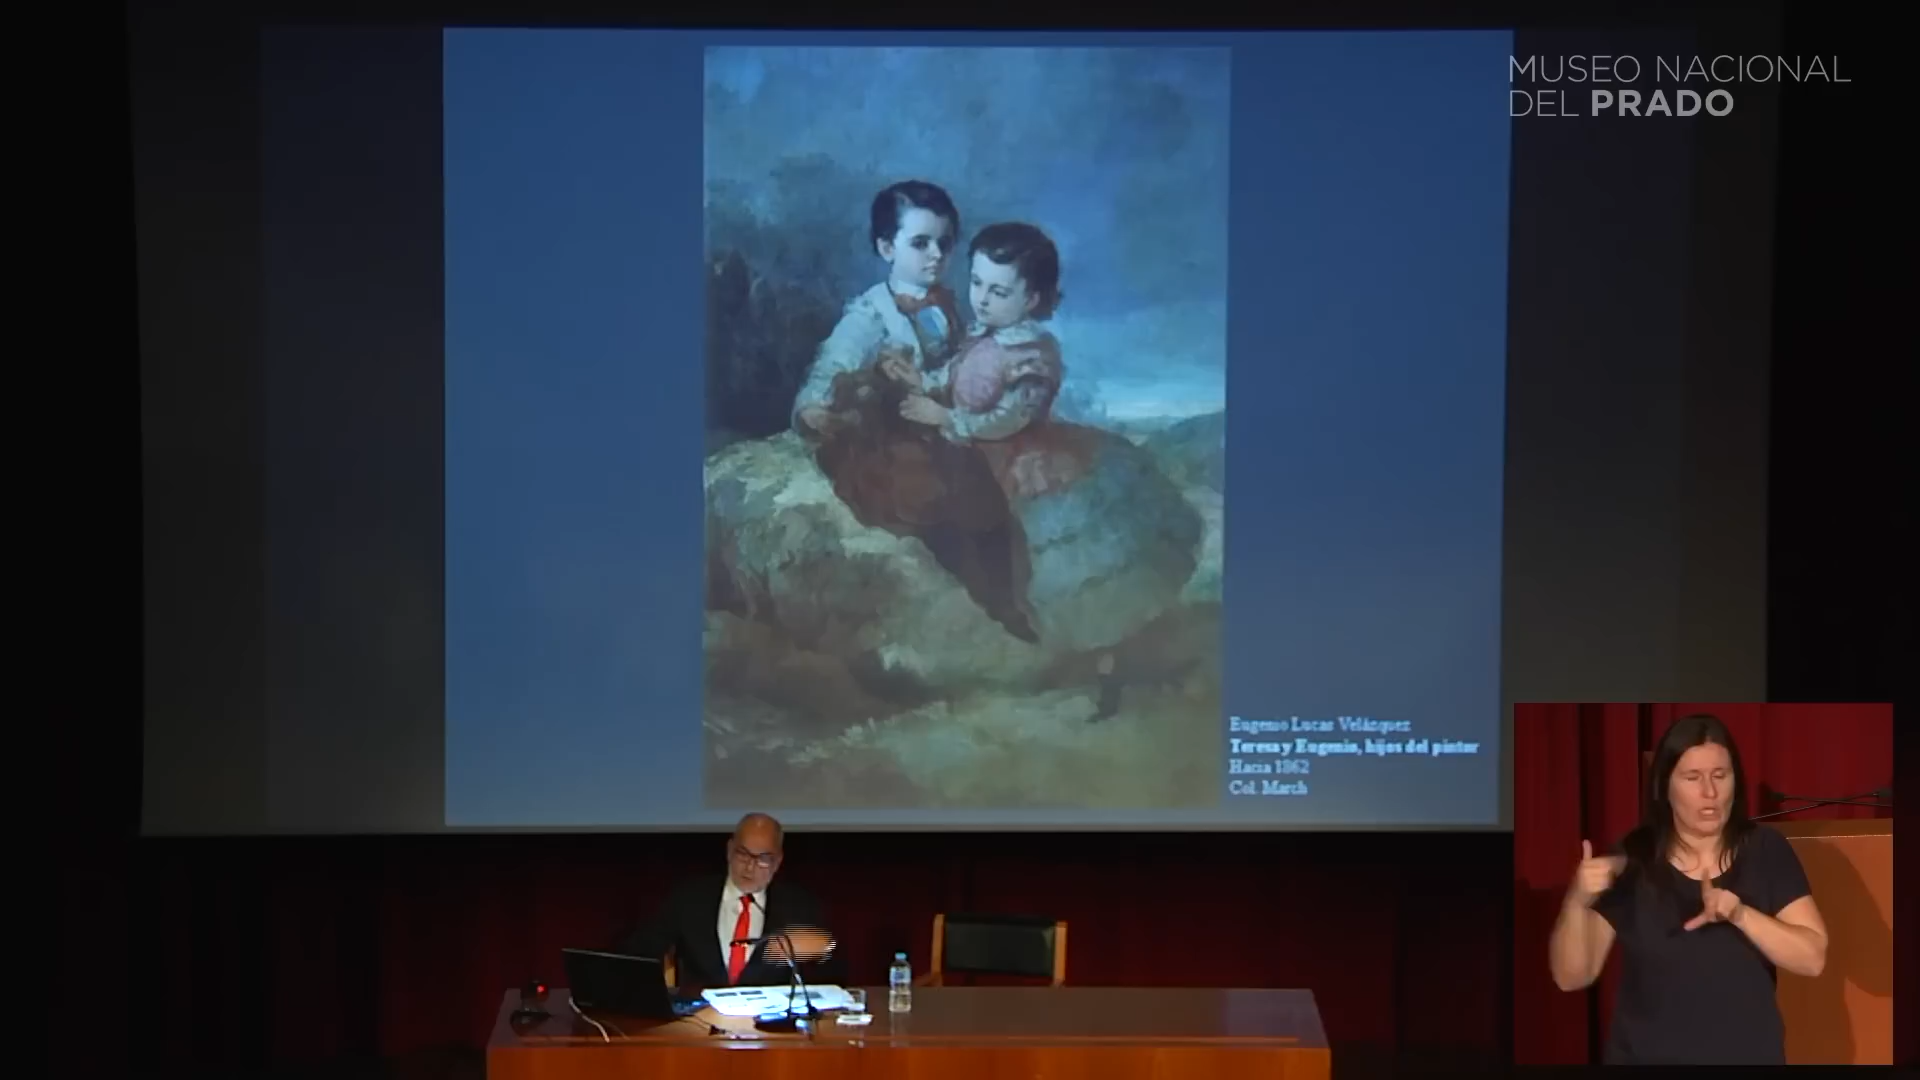 MUSEO NACIONAL
DEL PRADO
Eugenio Lucas Velázquez
Teresa y Eugenio, hijos del pintor
Hacia 1862
Col. March